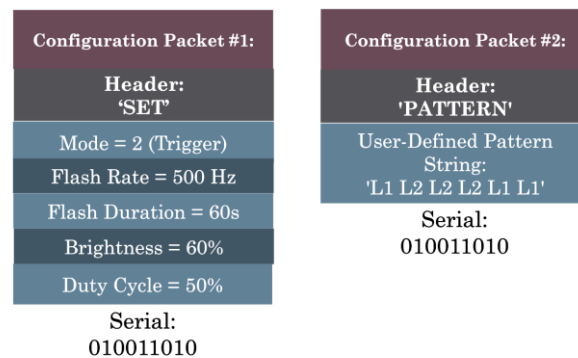 Configuration Packet #1:
Header:
‘SET’
Mode = 2 (Trigger)
Flash Rate = 500 Hz
Flash Duration = 60s
Brightness = 60%
Duty Cycle = 50%
Serial:
010011010
Configuration Packet #2:
Header:
'PATTERN'
User-Defined Pattern
String:
'L1 L2 L2 L2 L1 L1'
Serial:
010011010